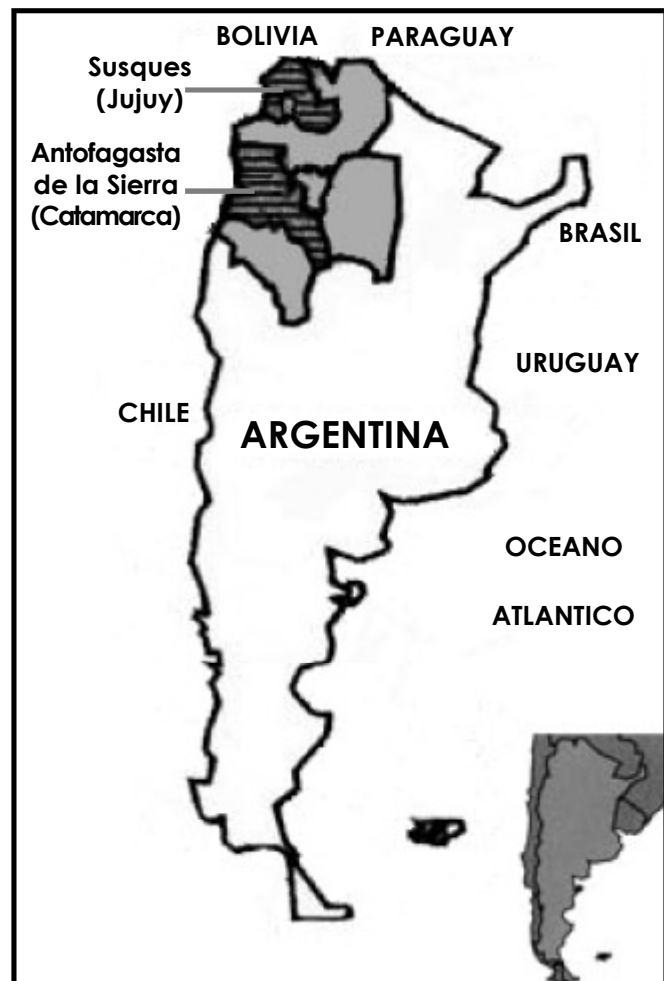 BOLIVIA PARAGUAY
Susques
(Jujuy)
Antofagasta
de la Sierra
(Catamarca)
BRASIL
URUGUAY
CHILE
ARGENTINA
OCEANO
ATLANTICO